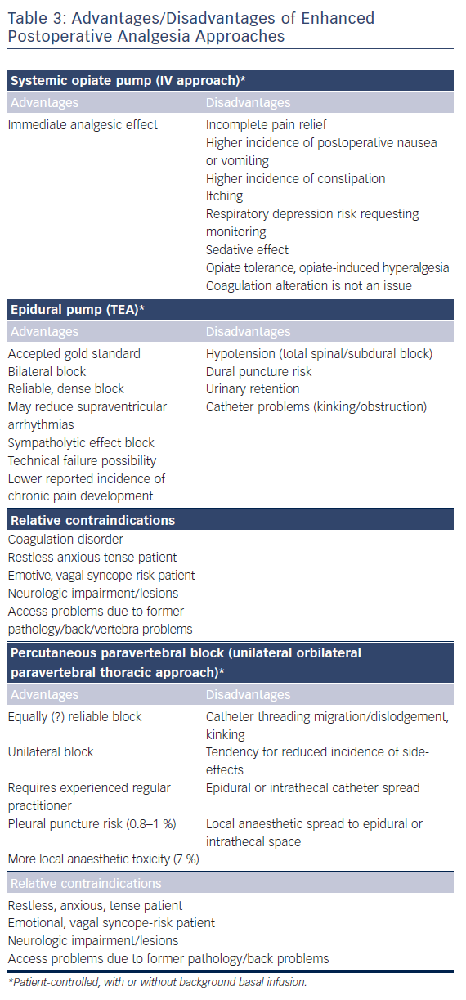 Table 3: Advantages/Disadvantages of Enhanced
Postoperative Analgesia Approaches
Systemic opiate pump (IV approach)*
Advantages Disadvantages
Immediate analgesic effect Incomplete pain relief
Higher incidence of postoperative nausea
or vomiting
Higher incidence of constipation
Itching
Respiratory depression risk requesting
monitoring
Sedative effect
Opiate tolerance, opiate-induced hyperalgesia
Coagulation alteration is not an issue
Epidural pump (TEA)*
Advantages Disadvantages
Accepted gold standard Hypotension (total spinal/subdural block)
Bilateral block Dural puncture risk
Reliable, dense block Urinary retention
May reduce supraventricular Catheter problems (kinking/obstruction)
arrhythmias
Sympatholytic effect block
Technical failure possibility
Lower reported incidence of
chronic pain development
Relative contraindications
Coagulation disorder
Restless anxious tense patient
Emotive, vagal syncope-risk patient
Neurologic impairment/lesions
Access problems due to former
pathology/back/vertebra problems
Percutaneous paravertebral block (unilateral orbilateral
paravertebral thoracic approach)*
Advantages Disadvantages
Equally (?) reliable block Catheter threading migration/dislodgement,
kinking
Unilateral block Tendency for reduced incidence of side-
effects
Requires experienced regular Epidural or intrathecal catheter spread
practitioner
Pleural puncture risk (0.8–1 %) Local anaesthetic spread to epidural or
intrathecal space
More local anaesthetic toxicity (7 %)
Relative contraindications
Restless, anxious, tense patient
Emotional, vagal syncope-risk patient
Neurologic impairment/lesions
Access problems due to former pathology/back problems
*Patient-controlled, with or without background basal infusion.